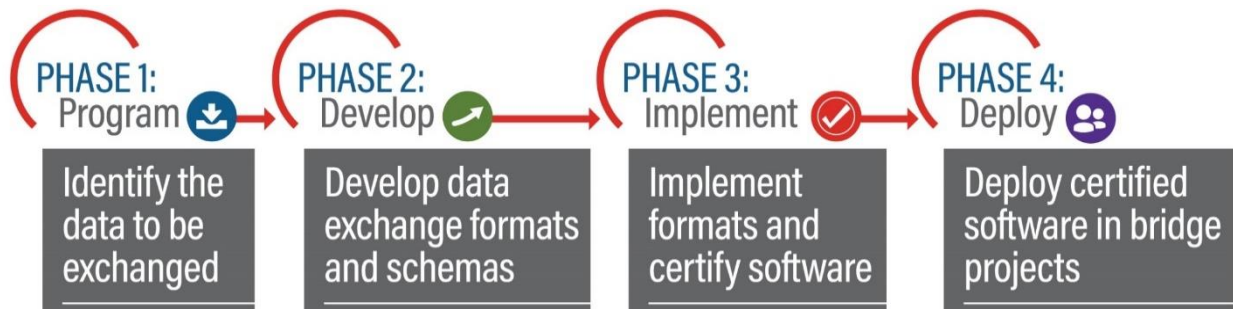 PHASE 1:
Program
Identify the
data to be
exchanged
PHASE 2:
Develop
Develop data
exchange formats
and schemas
PHASE 3:
Implement
Implement
formats and
certify software
PHASE 4:
Deploy
Deploy certified
software in bridge
projects